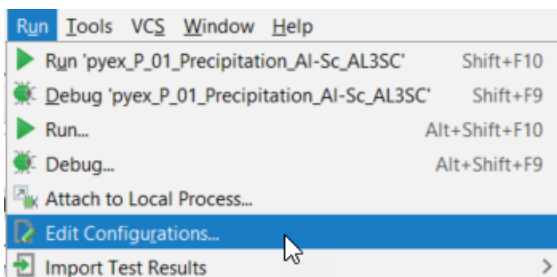 Run Tools VCS Window Help
Run 'pyex_P_01_Precipitation_Al-Sc_AL3SC' Shift+F10
Debug 'pyex_P_01_Precipitation_Al-Sc_AL3SC' Shift+F9
Run... Alt+Shift+F10
Debug... Alt+Shift+F9
Attach to Local Process...
Edit Configurations...
Import Test Results